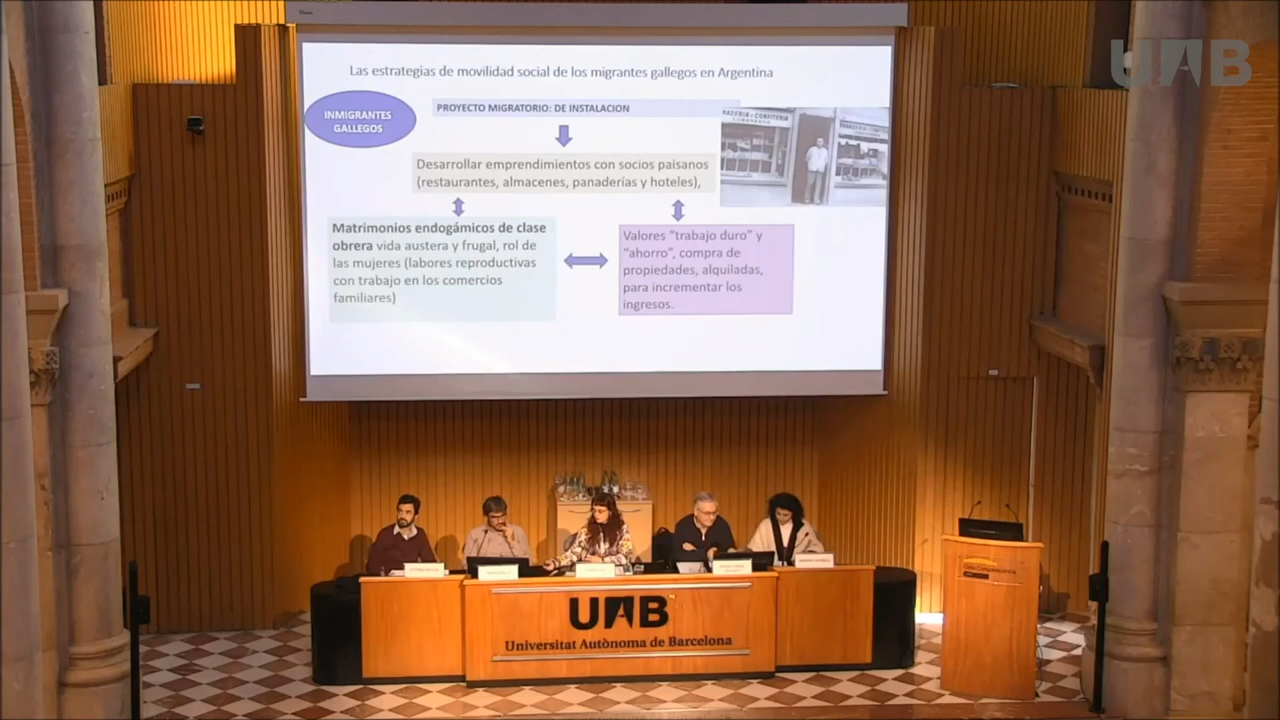 UAB
Las estrategias de movilidad social de los migrantes gallegos en Argentina
INMIGRANTES
GALLEGOS
PROYECTO MIGRATORIO: DE INSTALACION
Desarrollar emprendimientos con socios paisanos
(restaurantes, almacenes, panaderías y hoteles),
Matrimonios endogámicos de clase
obrera vida austera y frugal, rol de
las mujeres (labores reproductivas
con trabajo en los comercios
familiares)
Valores “trabajo duro” y
“ahorro”, compra de
propiedades, alquiladas,
para incrementar los
ingresos.
UAB
Universitat Autònoma de Barcelona